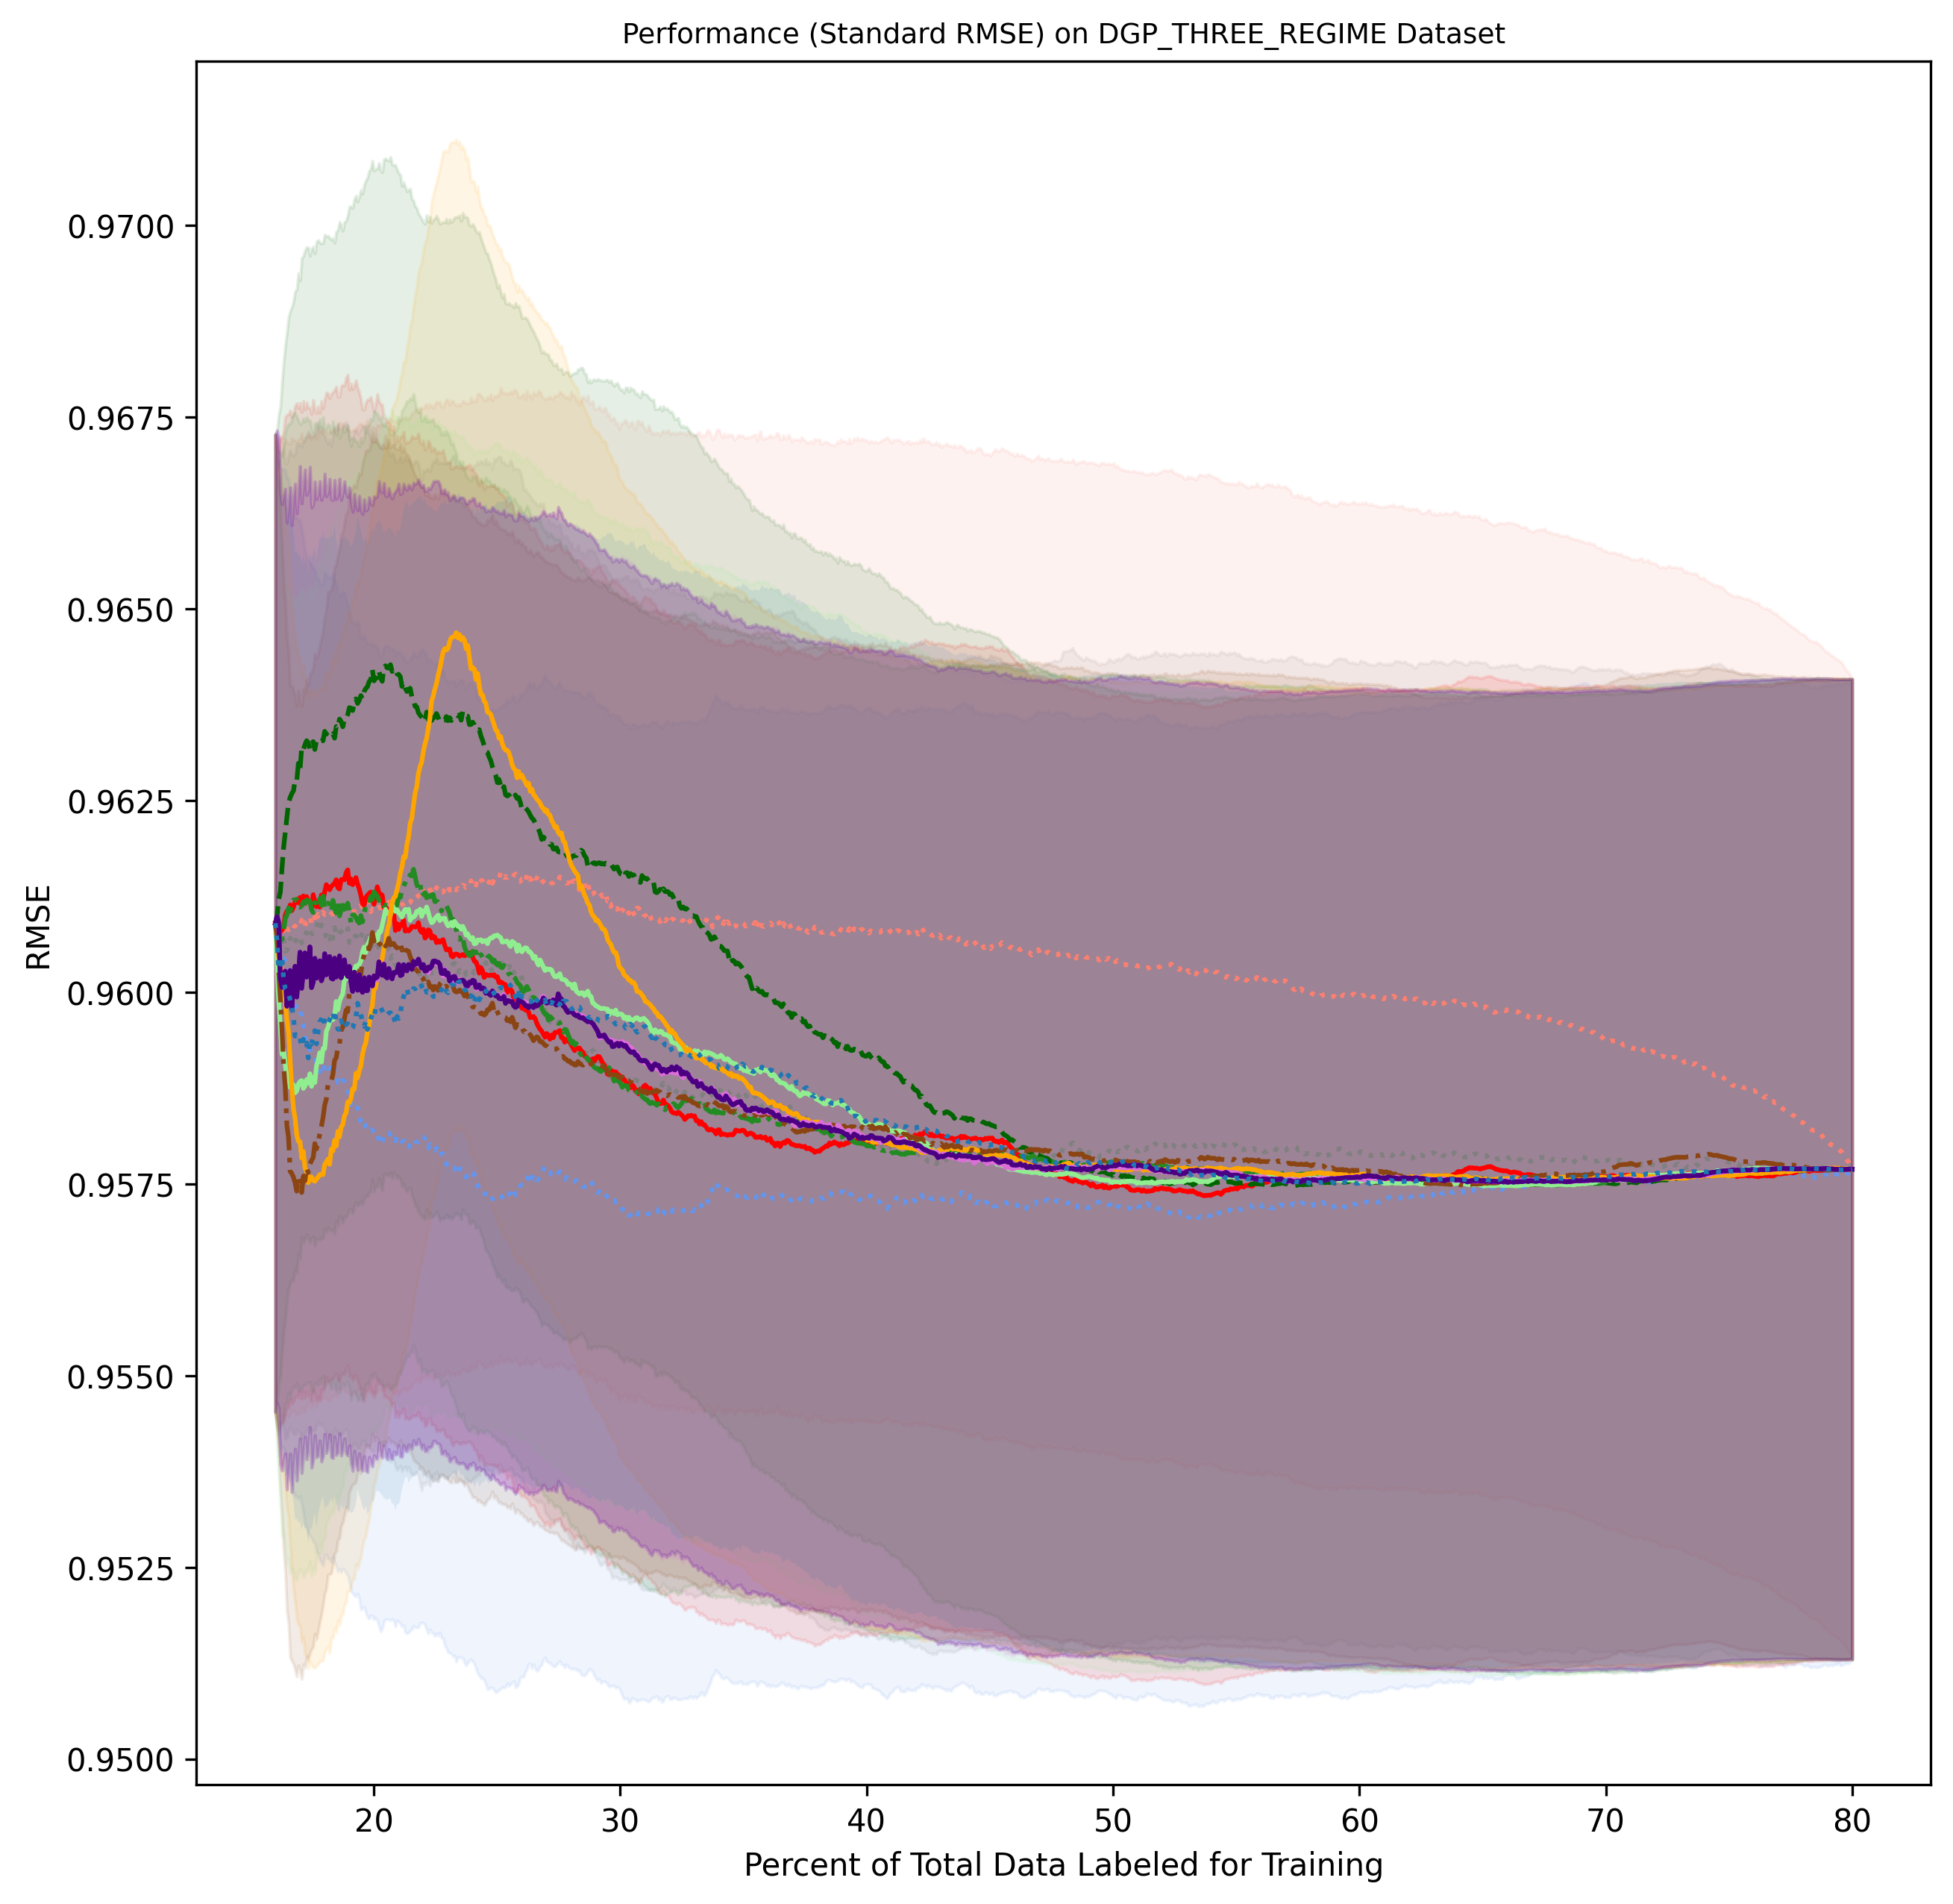 Performance (Standard RMSE) on DGP_THREE_REGIME Dataset
RMSE
0.9700
0.9675
0.9650
0.9625
0.9600
0.9575
0.9550
0.9525
0.9500
20 30 40 50 60 70 80
Percent of Total Data Labeled for Training